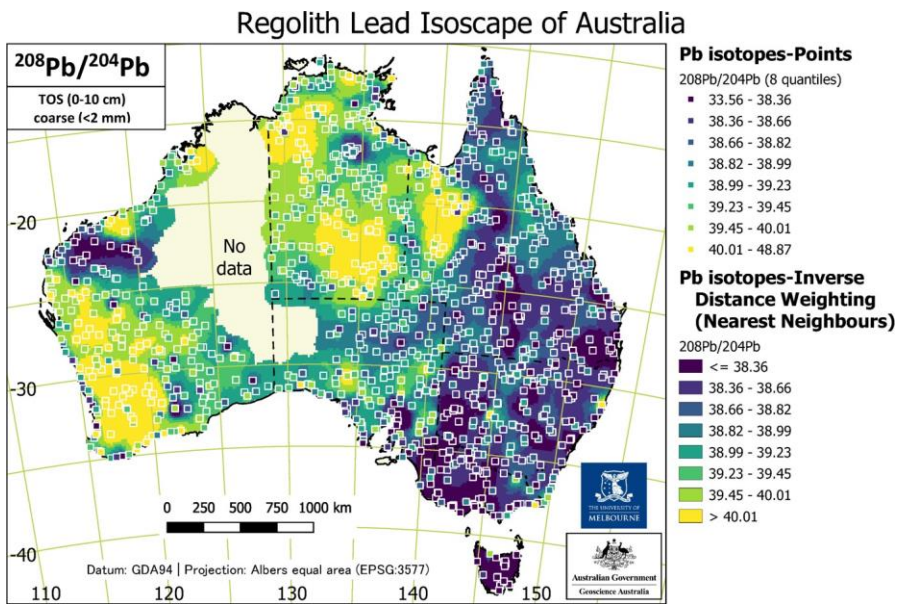 Regolith Lead Isoscape of Australia
208Pb/204Pb
TOS (0-10 cm)
coarse (<2 mm)
No
data
-20
-30
-40
0 250 500 750 1000 km
Datum: GDA94 | Projection: Albers equal area (EPSG:3577)
110 120 130 140 150
THE UNIVERSITY OF
MELBOURNE
Australian Government
Geoscience Australia
Pb isotopes-Points
208Pb/204Pb (8 quantiles)
33.56 - 38.36
38.36 - 38.66
38.66 - 38.82
38.82 - 38.99
38.99 - 39.23
39.23 - 39.45
39.45 - 40.01
40.01 - 48.87
Pb isotopes-Inverse
Distance Weighting
(Nearest Neighbours)
208Pb/204Pb
<= 38.36
38.36 - 38.66
38.66 - 38.82
38.82 - 38.99
38.99 - 39.23
39.23 - 39.45
39.45 - 40.01
> 40.01